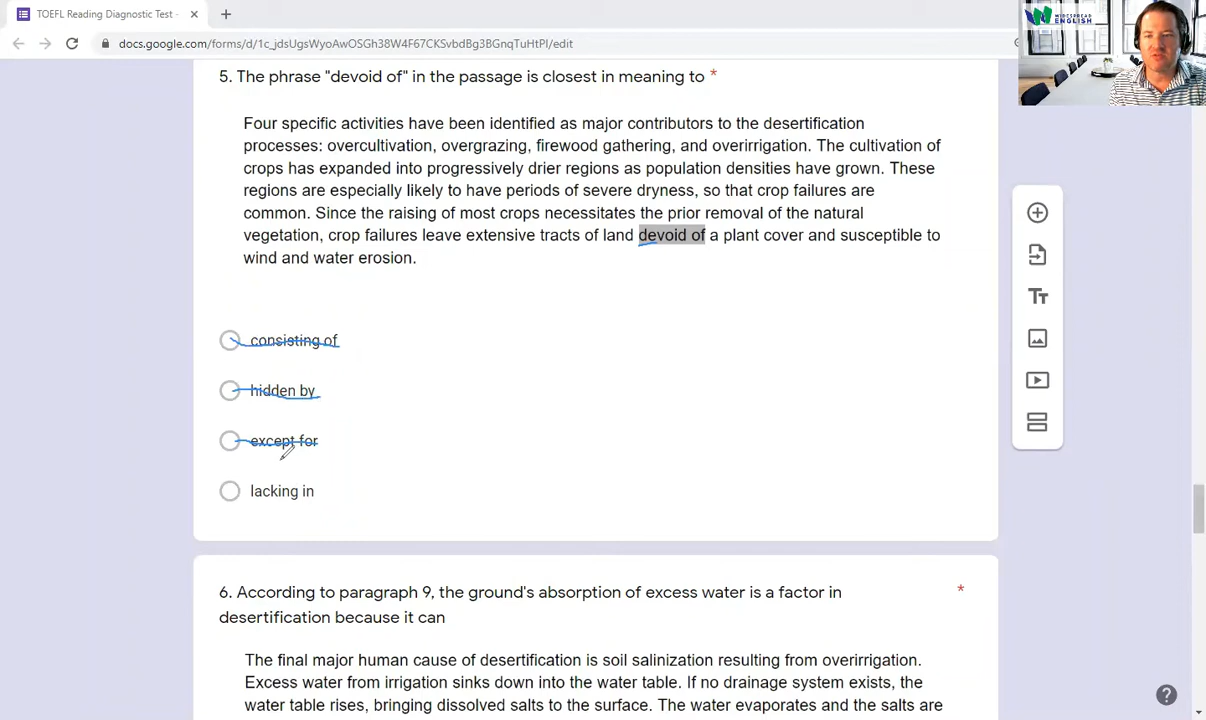 TOEFL Reading Diagnostic Test -
docs.google.com/forms/d/1c_jdsUgsWyoAwOSGh38W4F67CKSvbdBg3BGnqTuHtPI/edit
WIDESPREAD
ENGLISH
5. The phrase "devoid of" in the passage is closest in meaning to *
Four specific activities have been identified as major contributors to the desertification
processes: overcultivation, overgrazing, firewood gathering, and overirrigation. The cultivation of
crops has expanded into progressively drier regions as population densities have grown. These
regions are especially likely to have periods of severe dryness, so that crop failures are
common. Since the raising of most crops necessitates the prior removal of the natural
vegetation, crop failures leave extensive tracts of land devoid of a plant cover and susceptible to
wind and water erosion.
consisting of
hidden by
except for
lacking in
Tт
6. According to paragraph 9, the ground's absorption of excess water is a factor in *
desertification because it can
The final major human cause of desertification is soil salinization resulting from overirrigation.
Excess water from irrigation sinks down into the water table. If no drainage system exists, the
water table rises, bringing dissolved salts to the surface. The water evaporates and the salts are